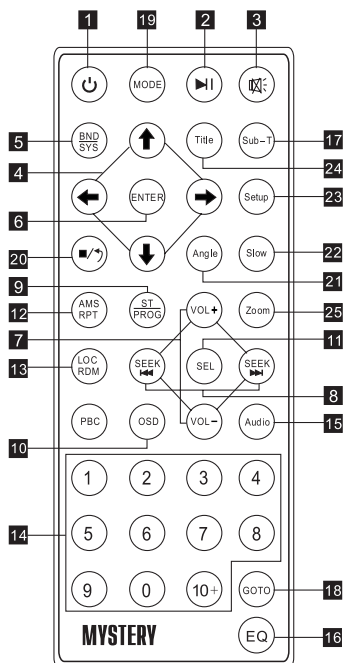 1 19 2 3
MODE
5 BND Title Sub-T 17
SYS
4 24
ENTER Setup 23
6
20 Angle Slow 22
9 21
12 AMS ST VOL+ Zoom 25
RPT PROG
7 11
13 LOC SEEK SEL SEEK
RDM
8
PBC OSD VOL− Audio 15
10
1 2 3 4
14 5 6 7 8
9 0 10+ GOTO 18
MYSTERY EQ 16